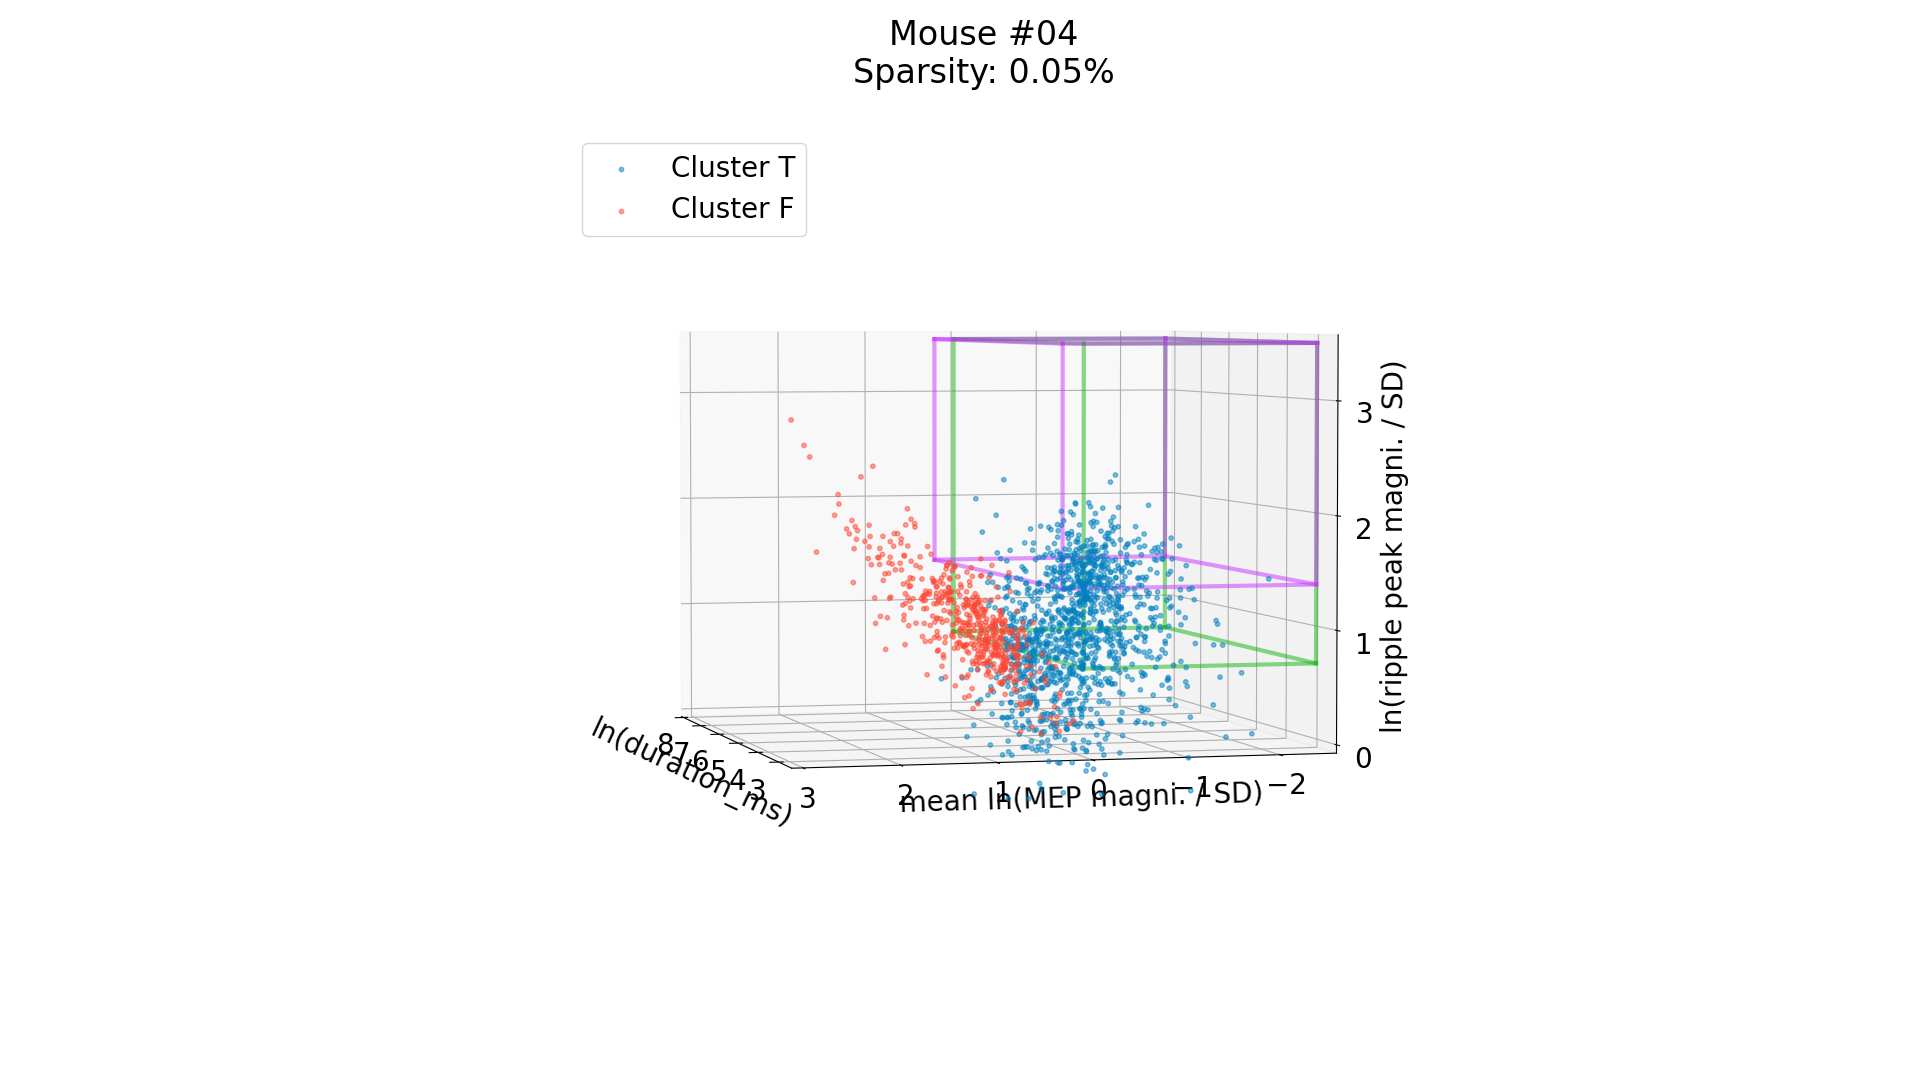 Mouse #04
Sparsity: 0.05%
Cluster T
Cluster F
ln(ripple peak magni. / SD)
3
2
1
0
ln(duration_ms)
8
7
6
5
4
3
3
2
1
0
−1
−2
mean ln(MEP magni. / SD)